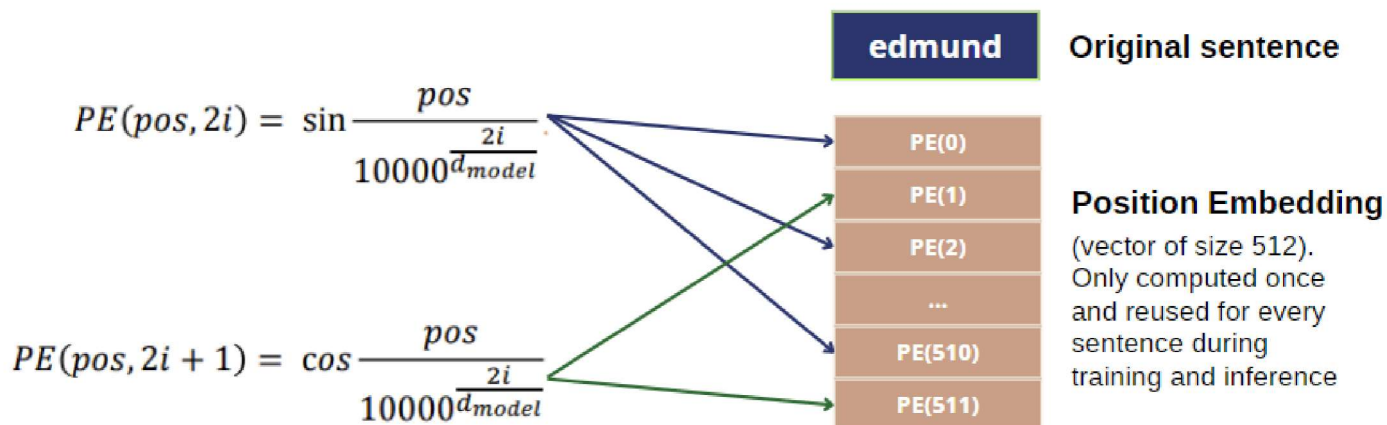 edmund
Original sentence
PE(pos, 2i) = sin pos / 10000^(2i / d_model)
PE(0)
PE(1)
PE(2)
...
PE(510)
PE(511)
Position Embedding
(vector of size 512).
Only computed once
and reused for every
sentence during
training and inference
PE(pos, 2i + 1) = cos pos / 10000^(2i / d_model)